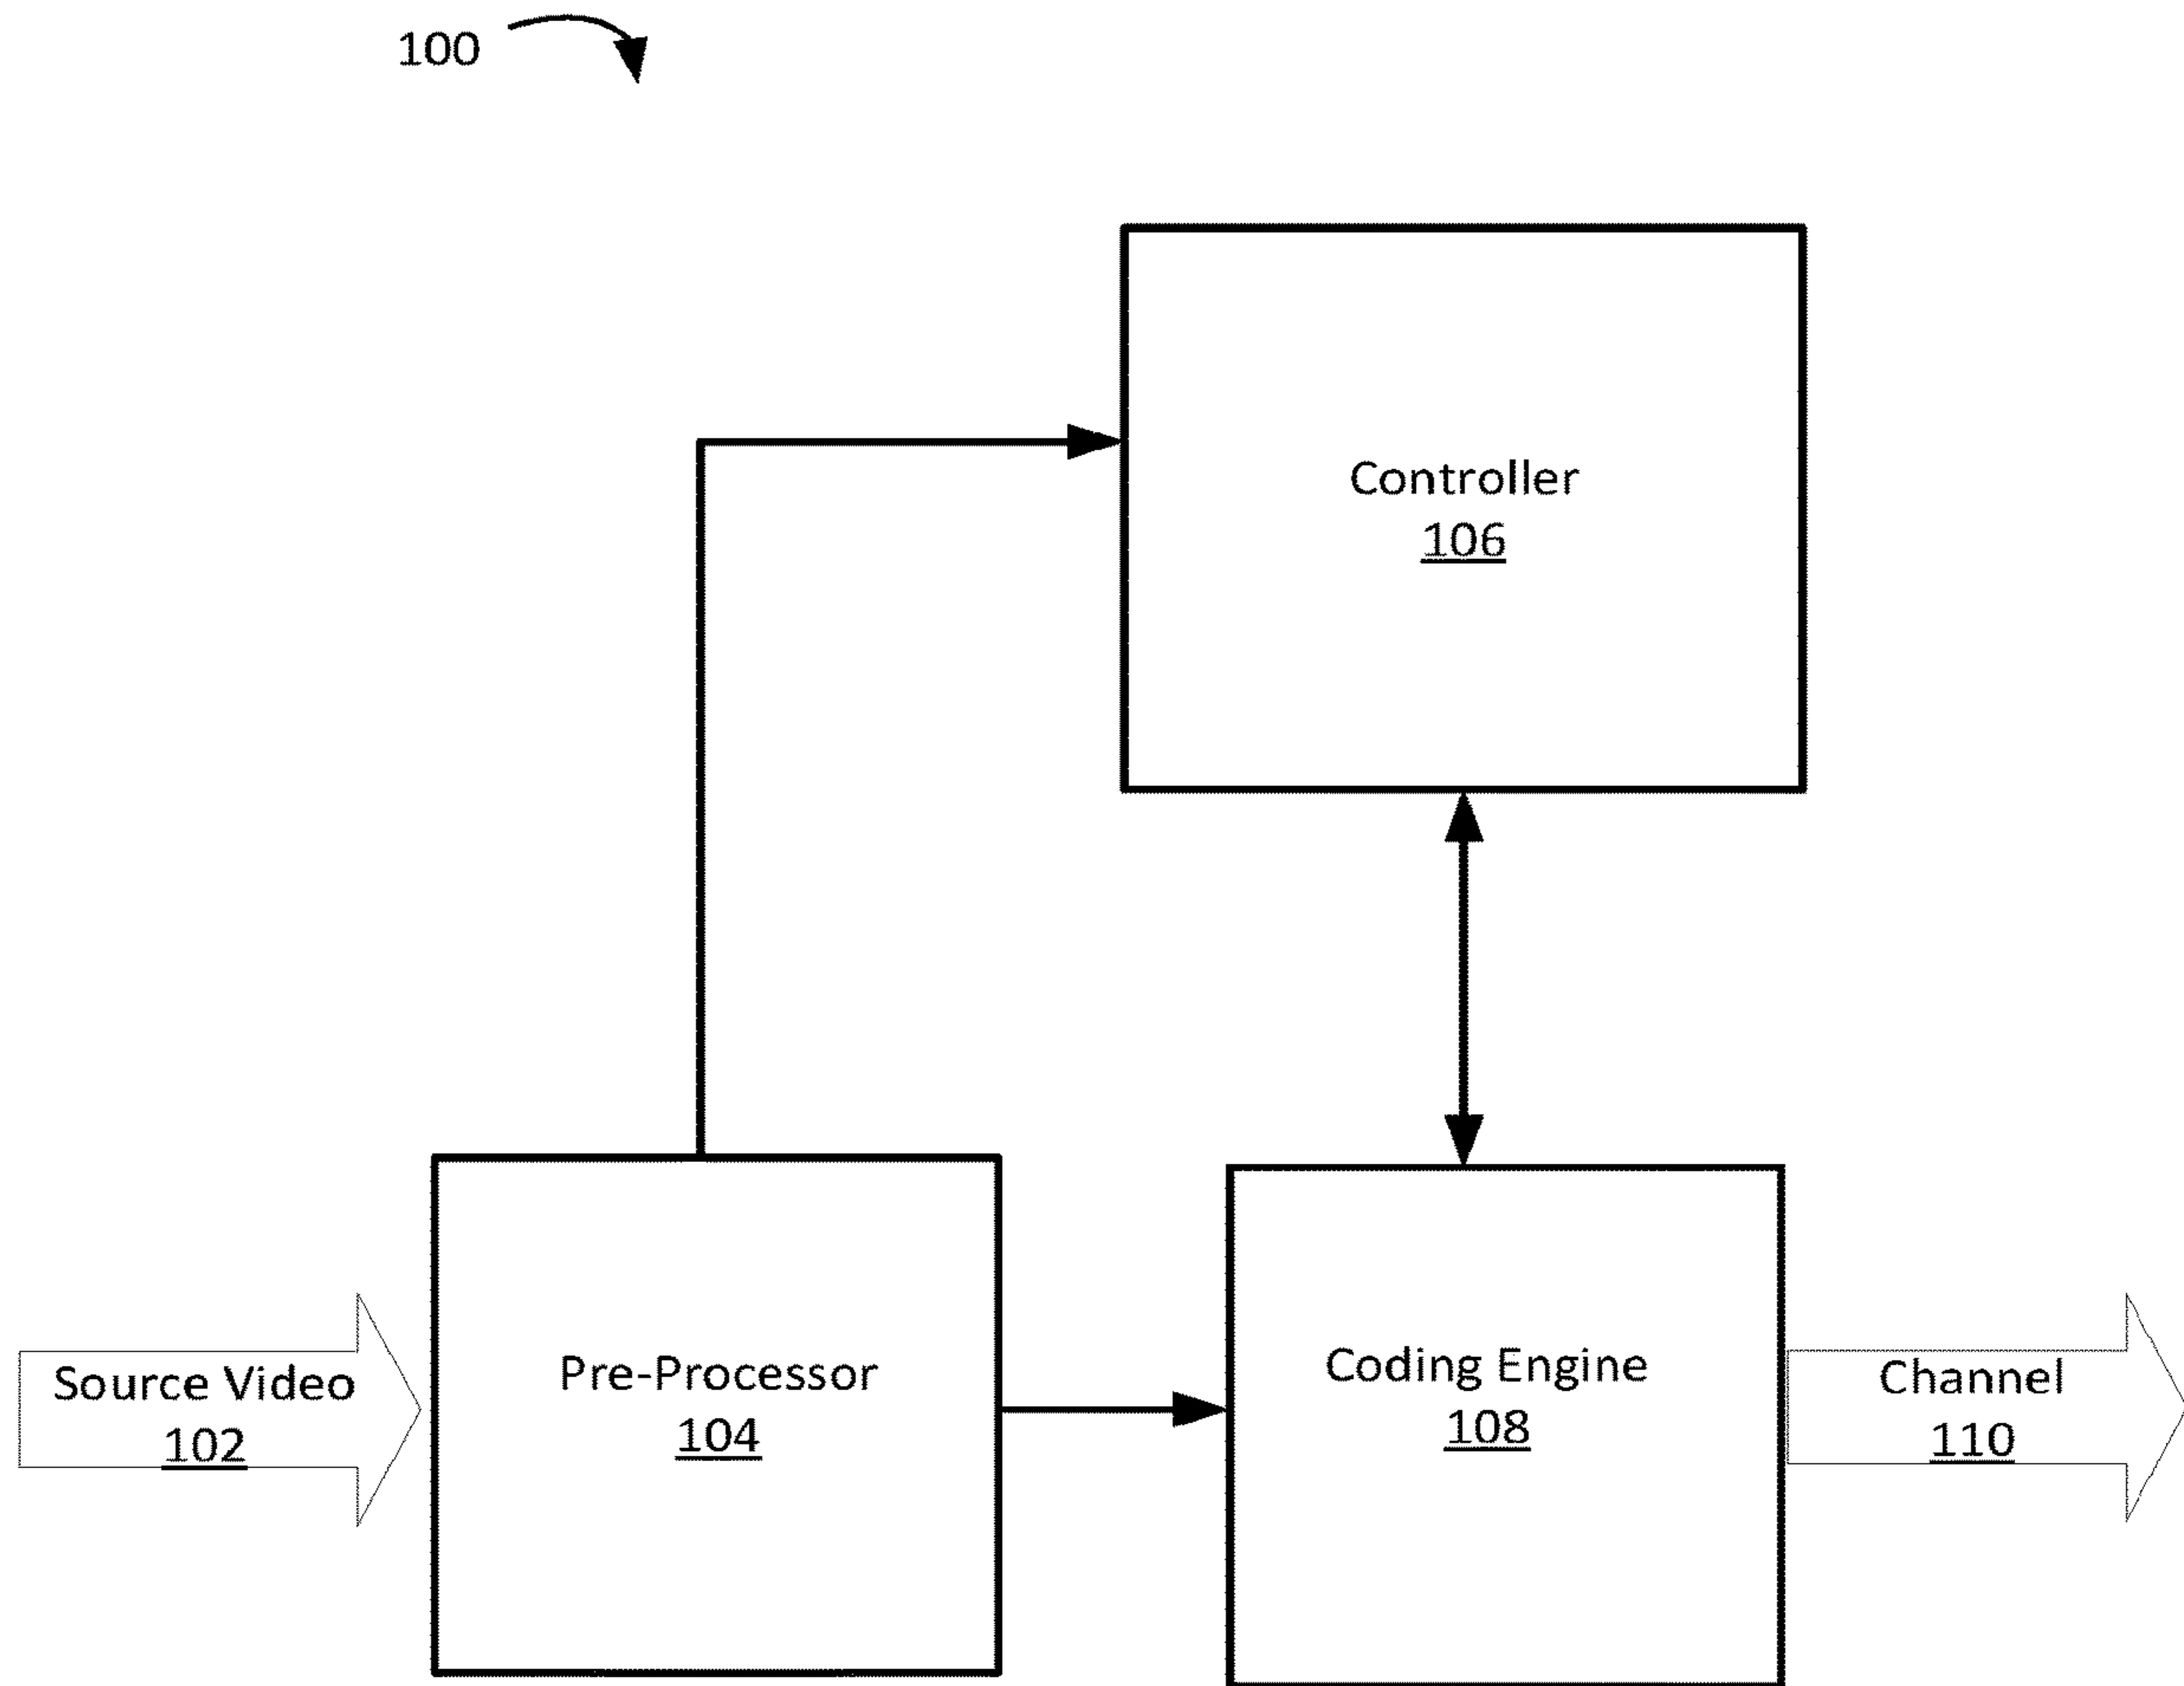 100
Controller
106
Source Video
102
Pre-Processor
104
Coding Engine
108
Channel
110